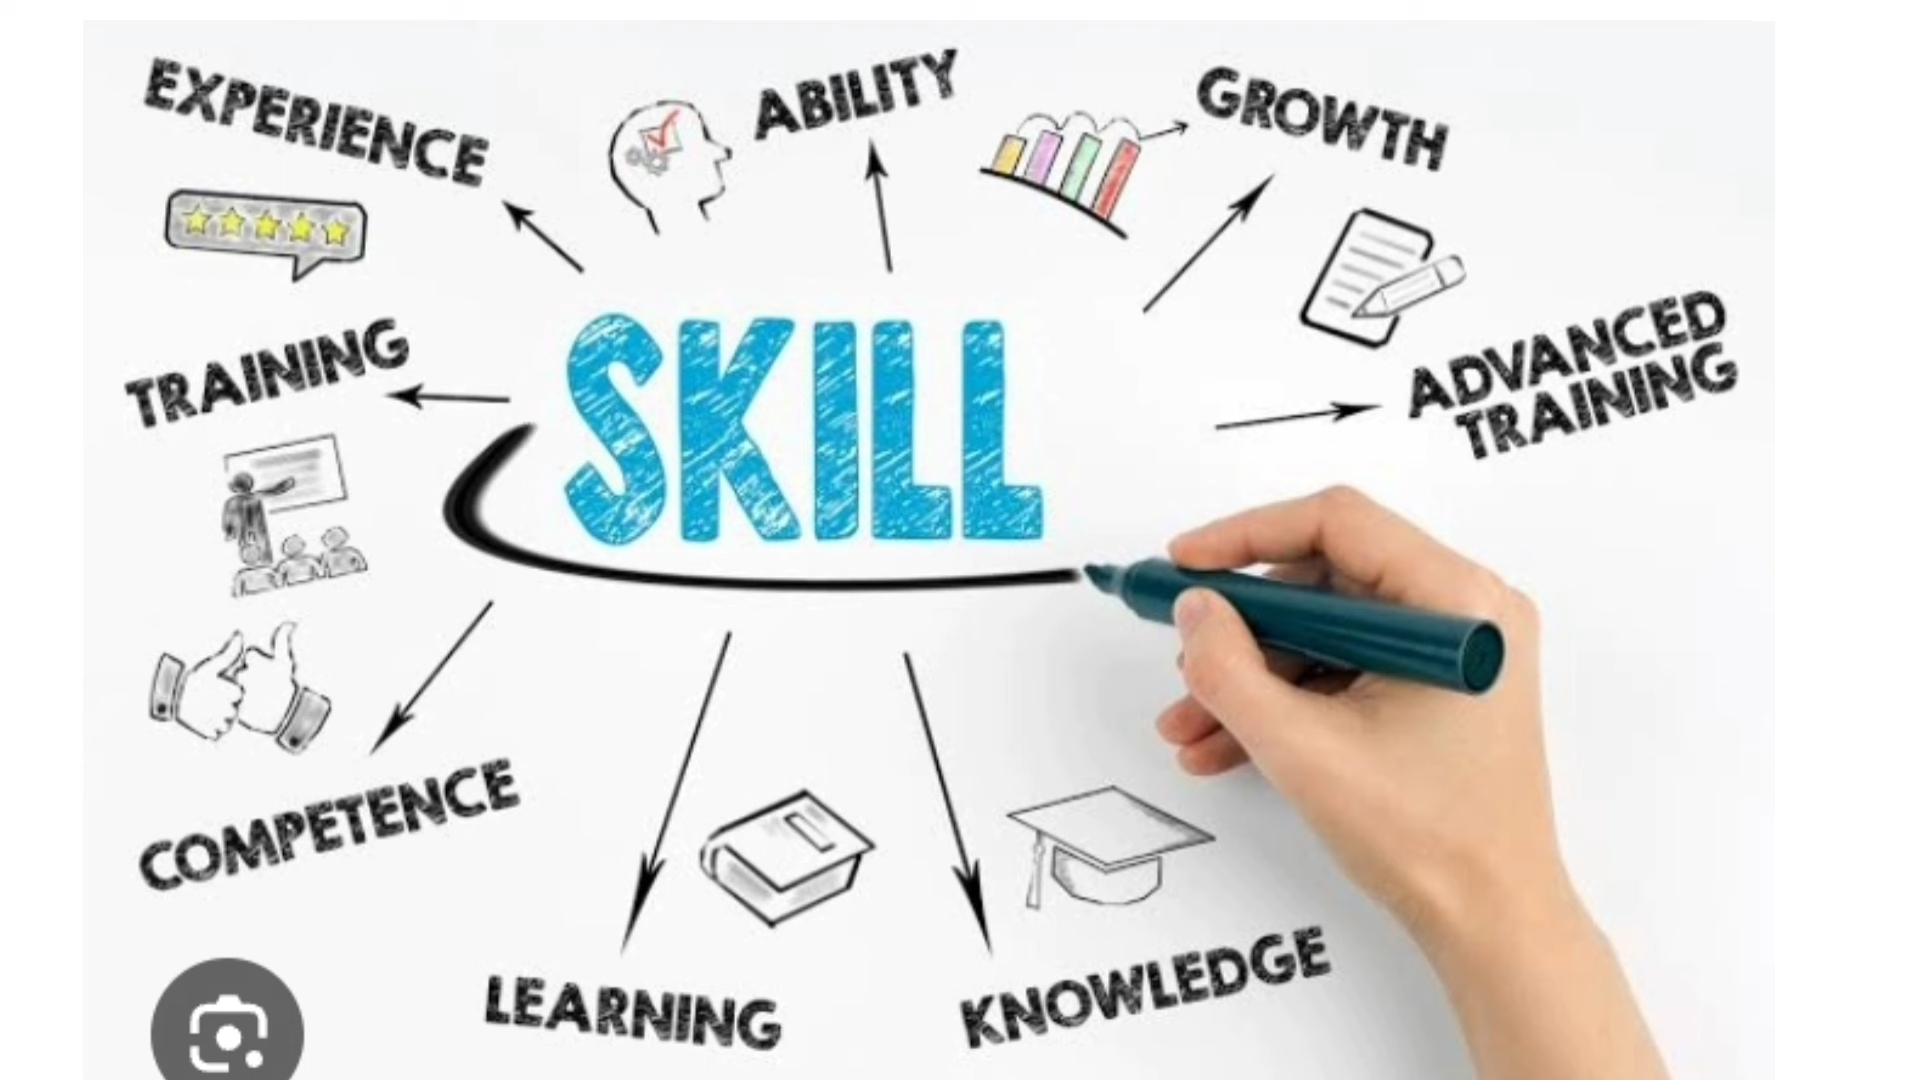 EXPERIENCE
ABILITY
GROWTH
TRAINING
SKILL
ADVANCED
TRAINING
COMPETENCE
LEARNING
KNOWLEDGE